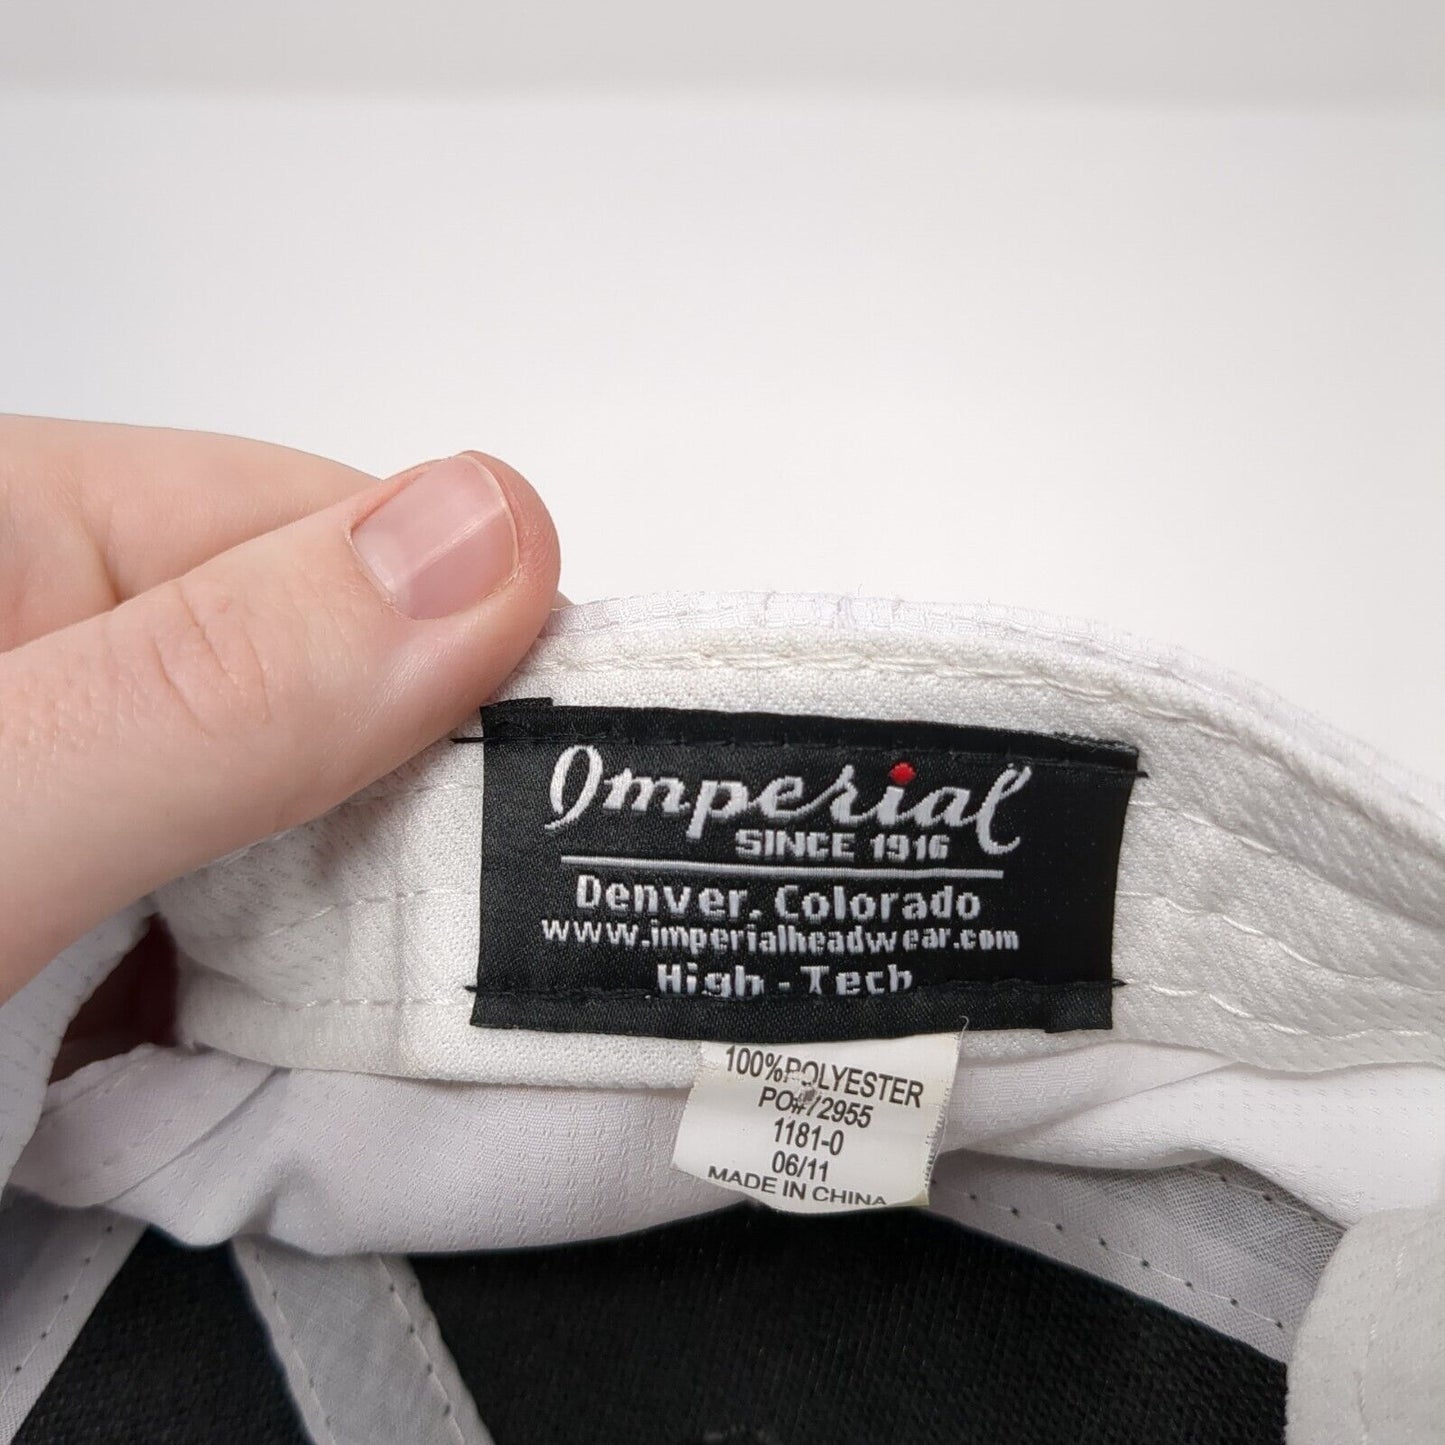 Imperial
SINCE 1916
Denver, Colorado
www.imperialheadwear.com
High - Tech
100%POLYESTER
PO#72955
1181-0
06/11
MADE IN CHINA